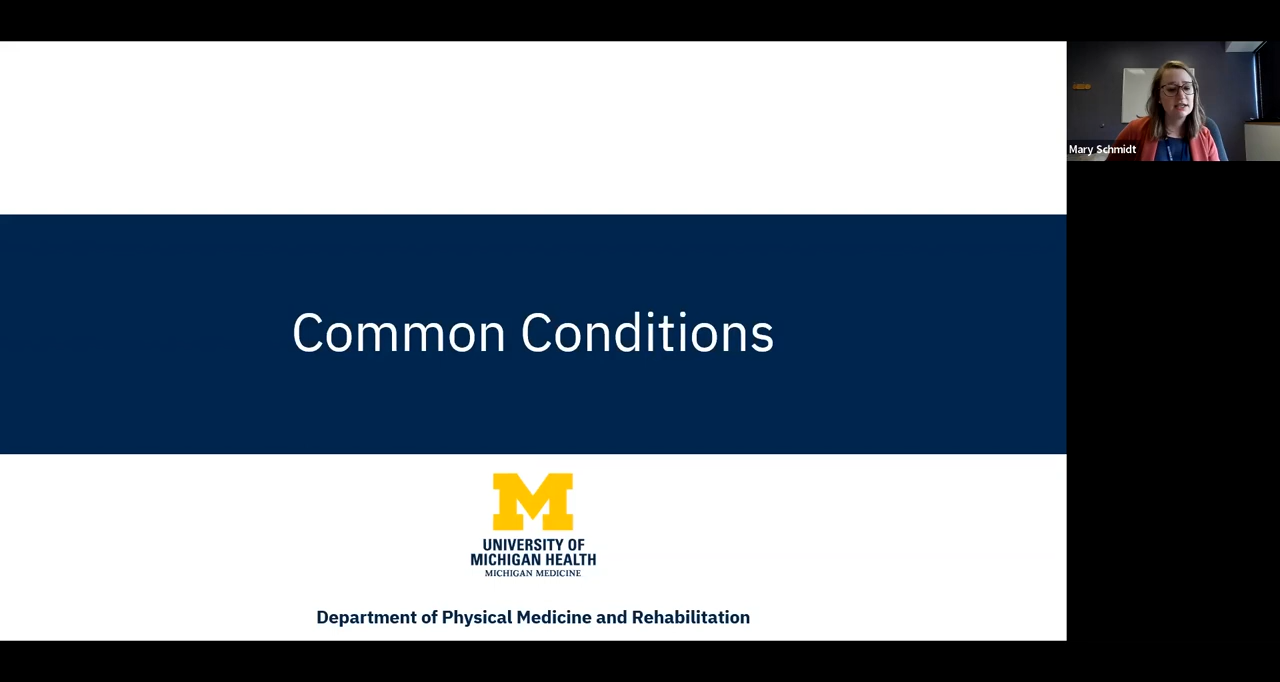 Common Conditions
M
UNIVERSITY OF
MICHIGAN HEALTH
MICHIGAN MEDICINE
Department of Physical Medicine and Rehabilitation
Mary Schmidt